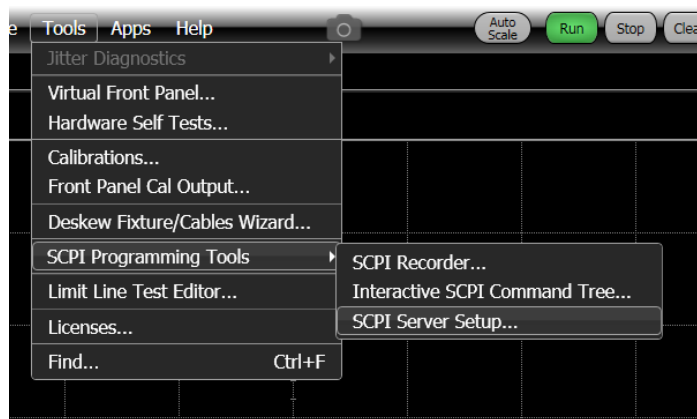 e Tools Apps Help Auto Scale Run Stop Clea
Jitter Diagnostics
Virtual Front Panel...
Hardware Self Tests...
Calibrations...
Front Panel Cal Output...
Deskew Fixture/Cables Wizard...
SCPI Programming Tools
SCPI Recorder...
Interactive SCPI Command Tree...
SCPI Server Setup...
Limit Line Test Editor...
Licenses...
Find... Ctrl+F